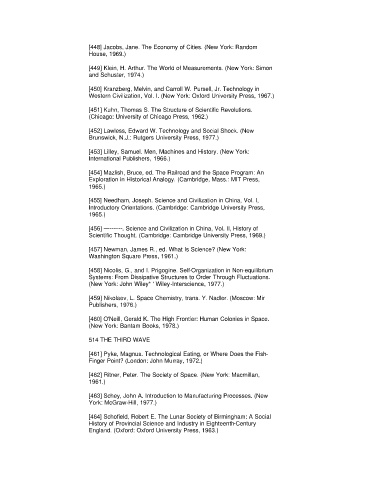 [448] Jacobs, Jane. The Economy of Cities. (New York: Random
House, 1969.)
[449] Klein, H. Arthur. The World of Measurements. (New York: Simon
and Schuster, 1974.)
[450] Kranzberg, Melvin, and Carroll W. Pursell, Jr. Technology in
Western Civilization, Vol. I. (New York: Oxford University Press, 1967.)
[451] Kuhn, Thomas S. The Structure of Scientific Revolutions.
(Chicago: University of Chicago Press, 1962.)
[452] Lawless, Edward W. Technology and Social Shock. (New
Brunswick, N.J.: Rutgers University Press, 1977.)
[453] Lilley, Samuel. Men, Machines and History. (New York:
International Publishers, 1966.)
[454] Mazlish, Bruce, ed. The Railroad and the Space Program: An
Exploration in Historical Analogy. (Cambridge, Mass.: MIT Press,
1965.)
[455] Needham, Joseph. Science and Civilization in China, Vol. I,
Introductory Orientations. (Cambridge: Cambridge University Press,
1965.)
[456] ---------. Science and Civilization in China, Vol. II, History of
Scientific Thought. (Cambridge: Cambridge University Press, 1969.)
[457] Newman, James R., ed. What Is Science? (New York:
Washington Square Press, 1961.)
[458] Nicolis, G., and I. Prigogine. Self-Organization in Non-equilibrium
Systems: From Dissipative Structures to Order Through Fluctuations.
(New York: John Wiley* ' Wiley-Interscience, 1977.)
[459] Nikolaev, L. Space Chemistry, trans. Y. Nadler. (Moscow: Mir
Publishers, 1976.)
[460] O'Neill, Gerald K. The High Frontier: Human Colonies in Space.
(New York: Bantam Books, 1978.)
514 THE THIRD WAVE
[461] Pyke, Magnus. Technological Eating, or Where Does the Fish-
Finger Point? (London: John Murray, 1972.)
[462] Ritner, Peter. The Society of Space. (New York: Macmillan,
1961.)
[463] Schey, John A. Introduction to Manufacturing Processes. (New
York: McGraw-Hill, 1977.)
[464] Schofield, Robert E. The Lunar Society of Birmingham: A Social
History of Provincial Science and Industry in Eighteenth-Century
England. (Oxford: Oxford University Press, 1963.)